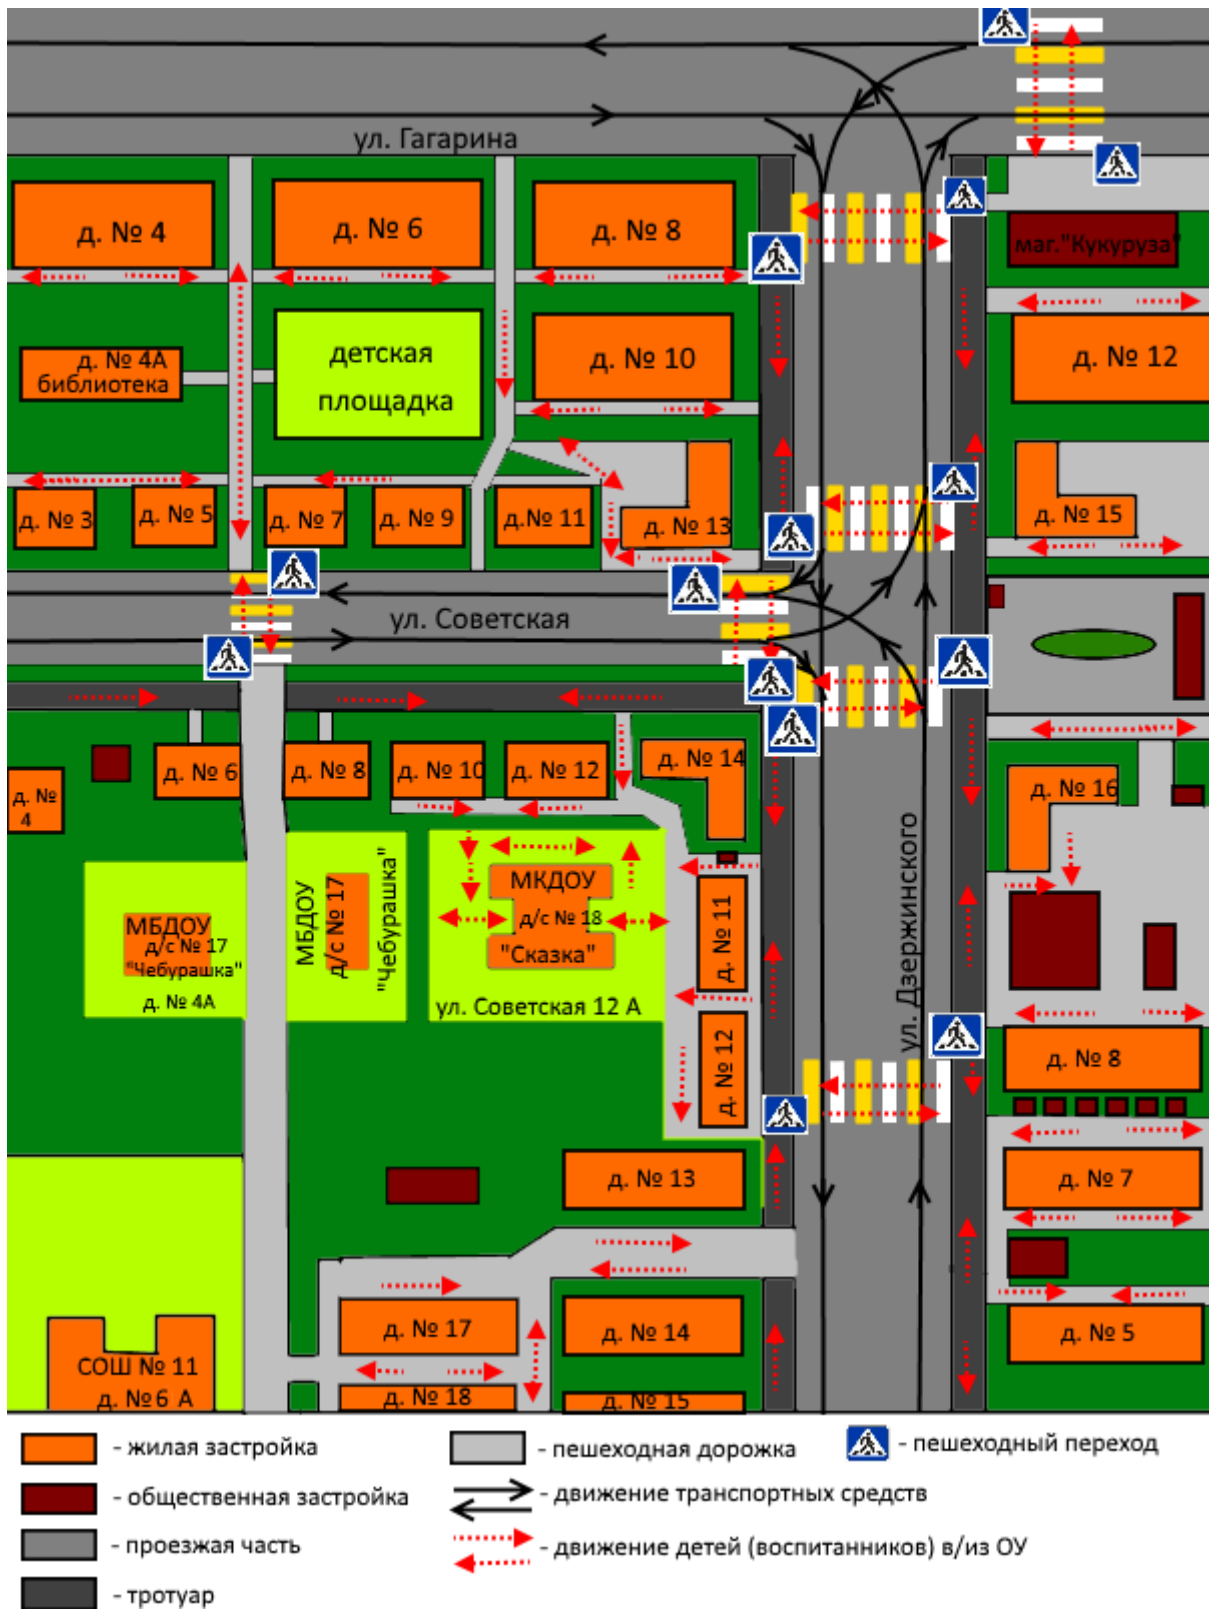 ул. Гагарина
д. № 4
д. № 6
д. № 8
маг."Кукуруза"
д. № 4А
библиотека
детская
площадка
д. № 10
д. № 12
д. № 3
д. № 5
д. № 7
д. № 9
д. № 11
д. № 13
д. № 15
ул. Советская
д. №
4
д. № 6
д. № 8
д. № 10
д. № 12
д. № 14
д. № 16
МБДОУ
д/с № 17
"Чебурашка"
д. № 4А
МБДОУ
д/с № 17
"Чебурашка"
МКДОУ
д/с № 18
"Сказка"
ул. Советская 12 А
д. № 11
д. № 12
ул. Дзержинского
д. № 8
д. № 13
д. № 7
д. № 17
д. № 14
д. № 5
СОШ № 11
д. №6 А
д. № 18
д. № 15
- жилая застройка
- пешеходная дорожка
- пешеходный переход
- общественная застройка
- движение транспортных средств
- проезжая часть
- движение детей (воспитанников) в/из ОУ
- тротуар